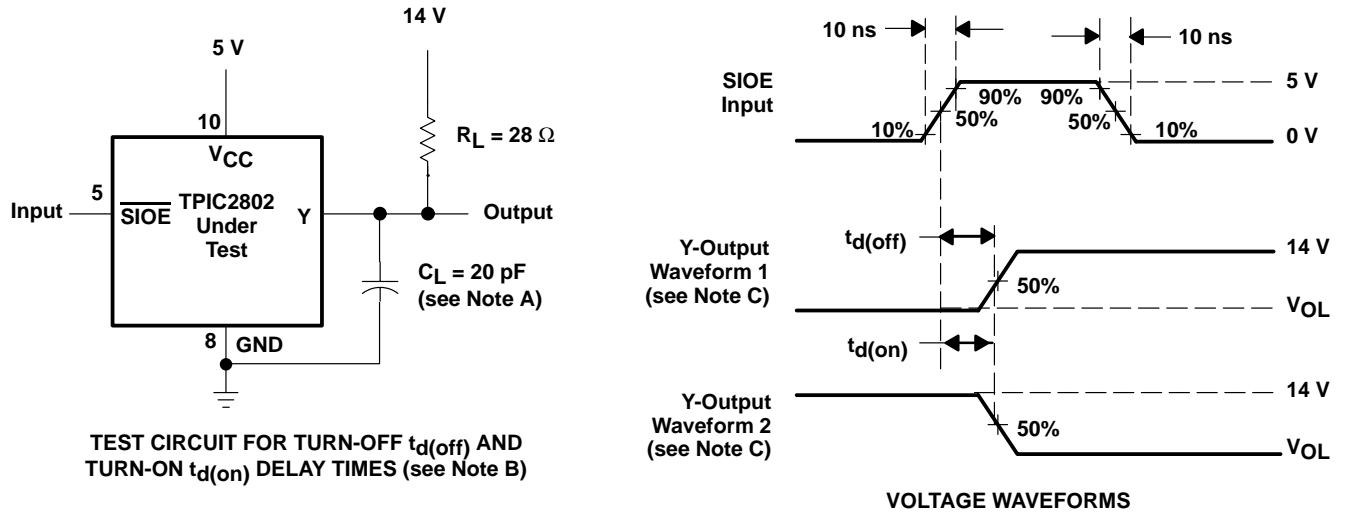 14 V
5 V
10
VCC
RL = 28 Ω
5
Input
SIOE
TPIC2802
Under
Test
Y
Output
CL = 20 pF
(see Note A)
8
GND
TEST CIRCUIT FOR TURN-OFF td(off) AND
TURN-ON td(on) DELAY TIMES (see Note B)
10 ns
10 ns
SIOE
Input
5 V
90%
90%
50%
50%
10%
10%
0 V
td(off)
Y-Output
Waveform 1
(see Note C)
14 V
50%
VOL
td(on)
Y-Output
Waveform 2
(see Note C)
14 V
50%
VOL
VOLTAGE WAVEFORMS